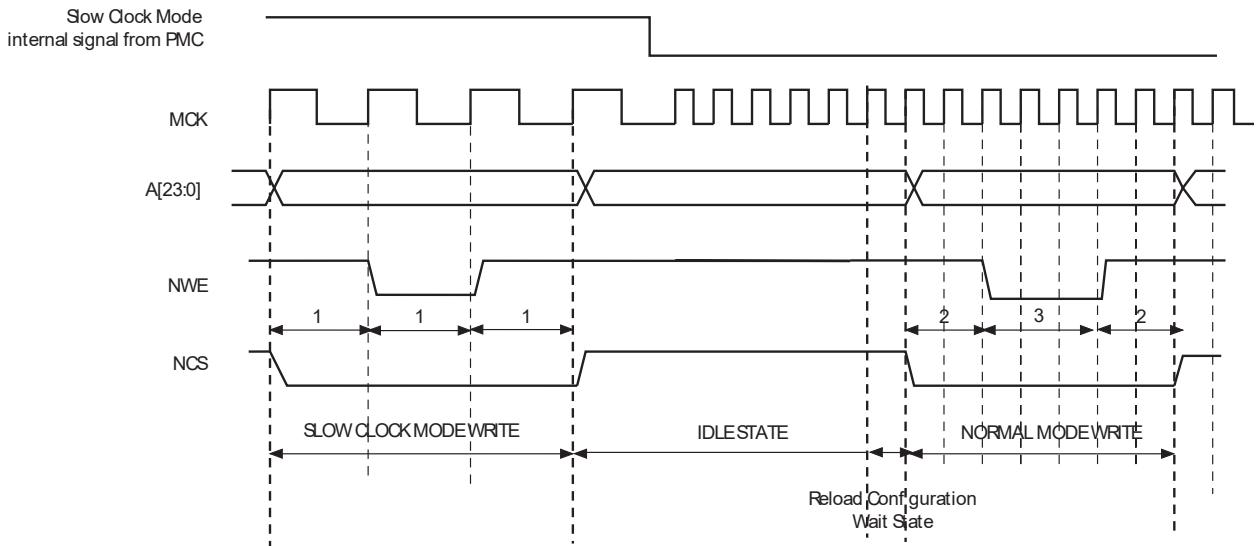 Slow Clock Mode
internal signal from PMC
MCK
A[23:0]
NWE
1 1 1 2 3 2
NCS
SLOW CLOCK MODE WRITE IDLE STATE NORMAL MODE WRITE
Reload Configuration
Wait State